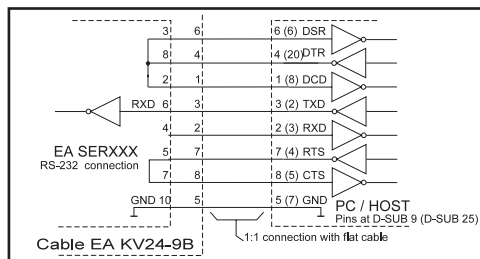 3 6 6 (6) DSR
8 4 4 (20) DTR
2 1 1 (8) DCD
RXD 6 3 3 (2) TXD
4 2 2 (3) RXD
5 7 7 (4) RTS
7 8 8 (5) CTS
GND 10 5 5 (7) GND
EA SERXXX
RS-232 connection
PC / HOST
Pins at D-SUB 9 (D-SUB 25)
Cable EA KV24-9B
1:1 connection with flat cable